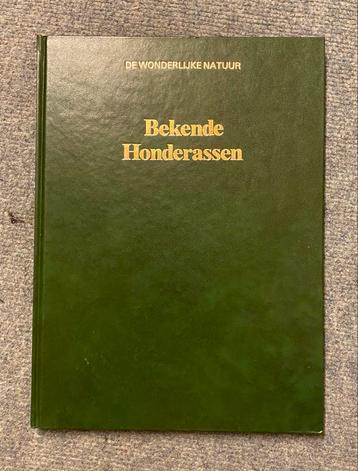 DE WONDERLIJKE NATUUR
Bekende
Honderassen